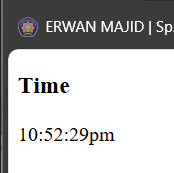 ERWAN MAJID | Sp
Time
10:52:29pm